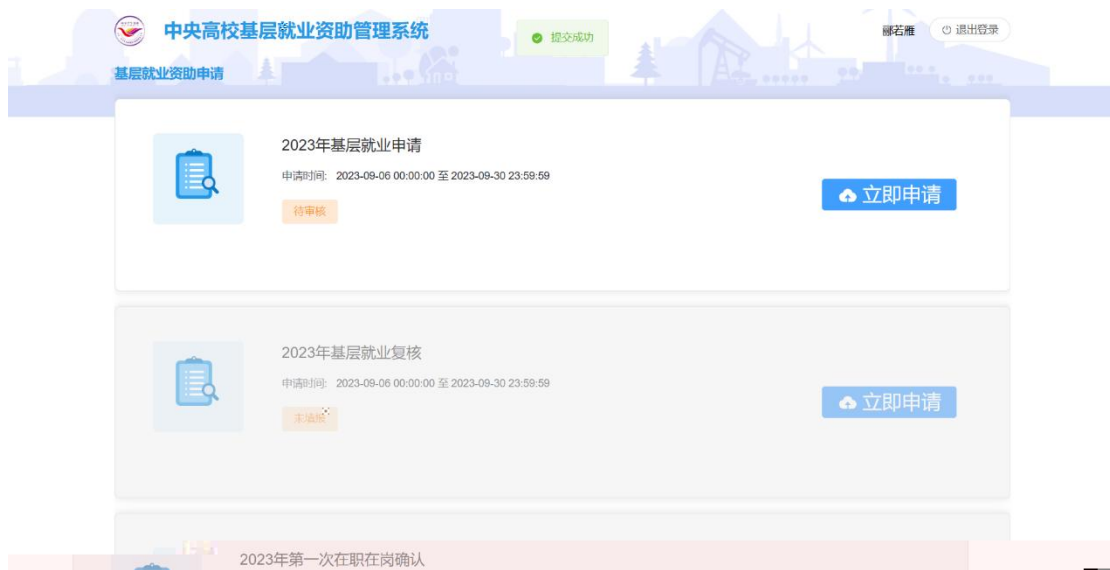 中央高校基层就业资助管理系统
提交成功
郦若雁
退出登录
基层就业资助申请
2023年基层就业申请
申请时间: 2023-09-06 00:00:00 至 2023-09-30 23:59:59
待审核
立即申请
2023年基层就业复核
申请时间: 2023-09-06 00:00:00 至 2023-09-30 23:59:59
未填报
立即申请
2023年第一次在职在岗确认